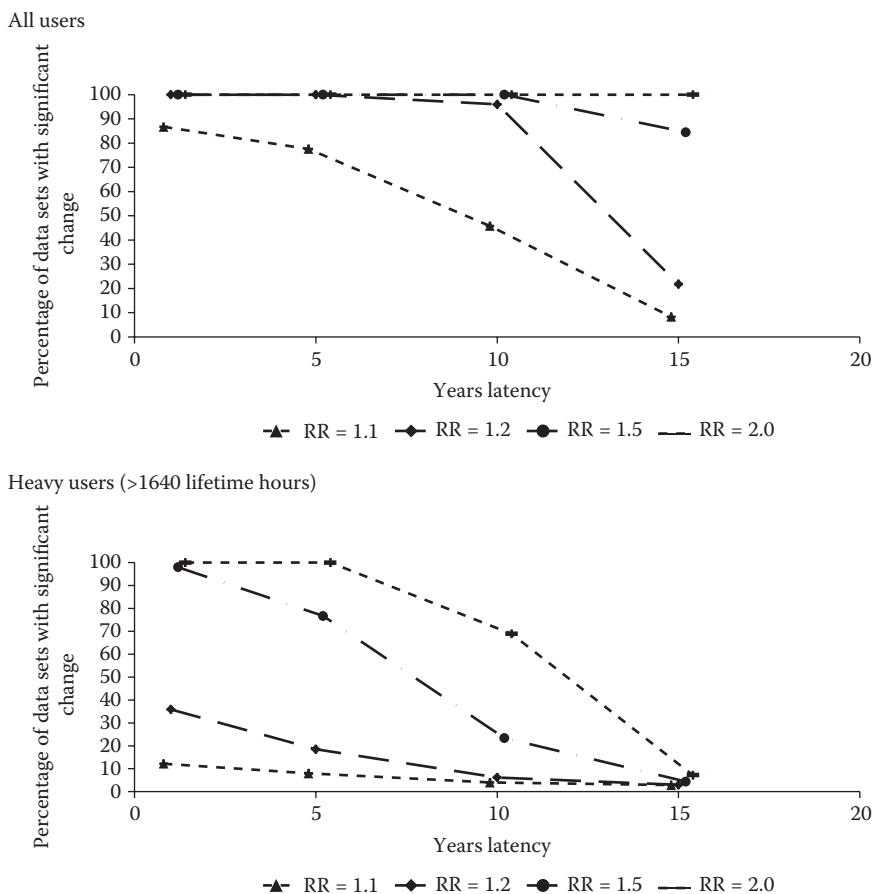 All users
Percentage of data sets with significant
change
100
90
80
70
60
50
40
30
20
10
0
0 5 10 15 20
Years latency
RR = 1.1 RR = 1.2 RR = 1.5 RR = 2.0
Heavy users (>1640 lifetime hours)
Percentage of data sets with significant
change
100
90
80
70
60
50
40
30
20
10
0
0 5 10 15 20
Years latency
RR = 1.1 RR = 1.2 RR = 1.5 RR = 2.0